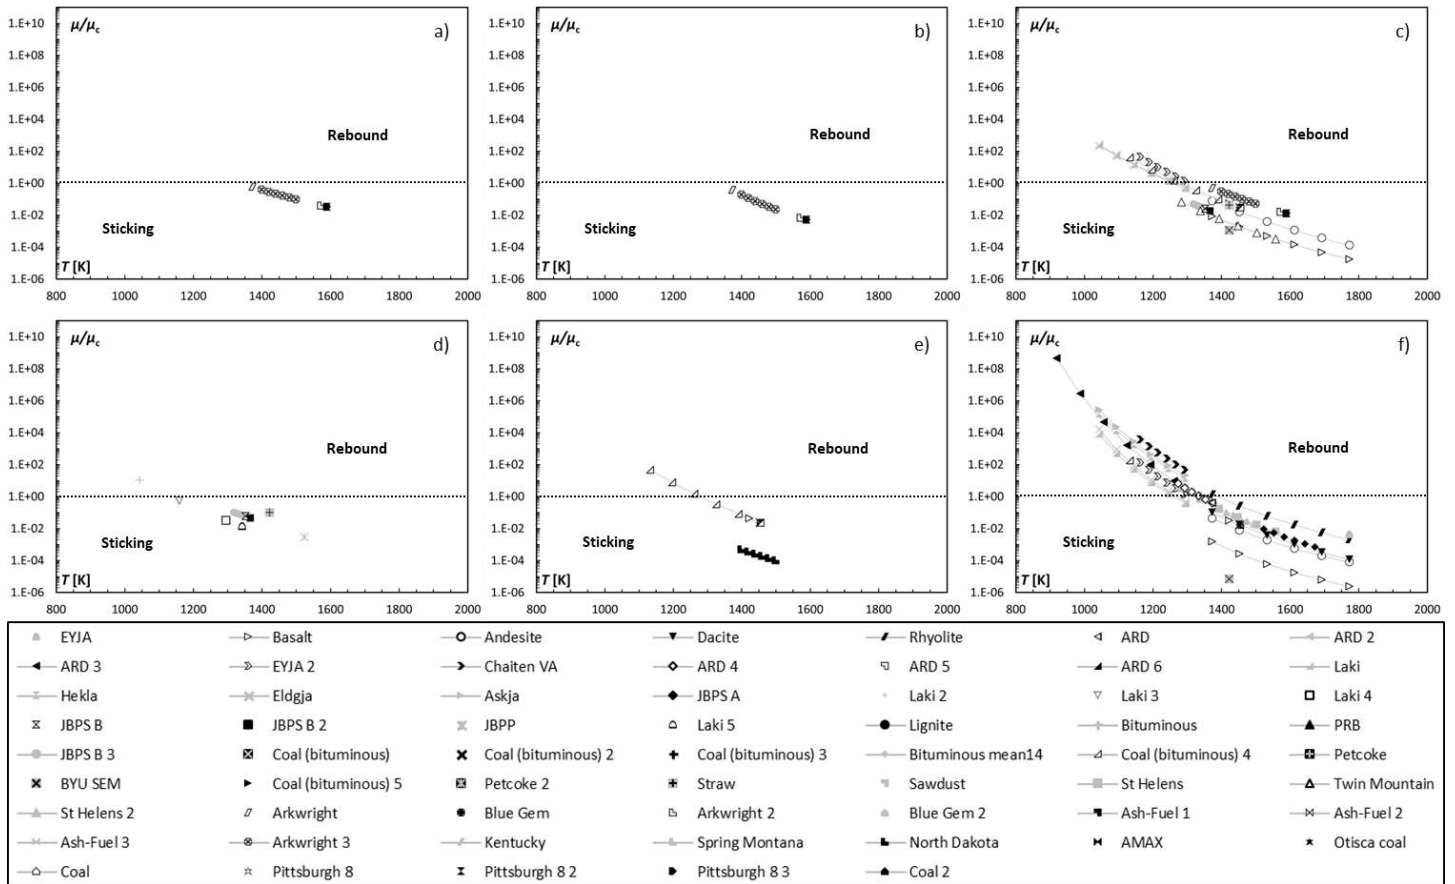 1.E+10 μ/μc a) 1.E+10 μ/μc b) 1.E+10 μ/μc c)
1.E+08 1.E+08 1.E+08
1.E+06 1.E+06 1.E+06
1.E+04 1.E+04 1.E+04
Rebound Rebound Rebound
1.E+02 1.E+02 1.E+02
1.E+00 1.E+00 1.E+00
1.E-02 1.E-02 1.E-02
Sticking Sticking Sticking
1.E-04 1.E-04 1.E-04
1.E-06 T [K] 1.E-06 T [K] 1.E-06 T [K]
800 1000 1200 1400 1600 1800 2000 800 1000 1200 1400 1600 1800 2000 800 1000 1200 1400 1600 1800 2000
1.E+10 μ/μc d) 1.E+10 μ/μc e) 1.E+10 μ/μc f)
1.E+08 1.E+08 1.E+08
1.E+06 1.E+06 1.E+06
1.E+04 1.E+04 1.E+04
Rebound Rebound Rebound
1.E+02 1.E+02 1.E+02
1.E+00 1.E+00 1.E+00
1.E-02 1.E-02 1.E-02
Sticking Sticking Sticking
1.E-04 1.E-04 1.E-04
1.E-06 T [K] 1.E-06 T [K] 1.E-06 T [K]
800 1000 1200 1400 1600 1800 2000 800 1000 1200 1400 1600 1800 2000 800 1000 1200 1400 1600 1800 2000
EYJA Basalt Andesite Dacite Rhyolite ARD ARD 2
ARD 3 EYJA 2 Chaiten VA ARD 4 ARD 5 ARD 6 Laki
Hekla Eldgja Askja JBPS A Laki 2 Laki 3 Laki 4
JBPS B JBPS B 2 JBPP Laki 5 Lignite Bituminous PRB
JBPS B 3 Coal (bituminous) Coal (bituminous) 2 Coal (bituminous) 3 Bituminous mean14 Coal (bituminous) 4 Petcoke
BYU SEM Coal (bituminous) 5 Petcoke 2 Straw Sawdust St Helens Twin Mountain
St Helens 2 Arkwright Blue Gem Arkwright 2 Blue Gem 2 Ash-Fuel 1 Ash-Fuel 2
Ash-Fuel 3 Arkwright 3 Kentucky Spring Montana North Dakota AMAX Otisca coal
Coal Pittsburgh 8 Pittsburgh 8 2 Pittsburgh 8 3 Coal 2